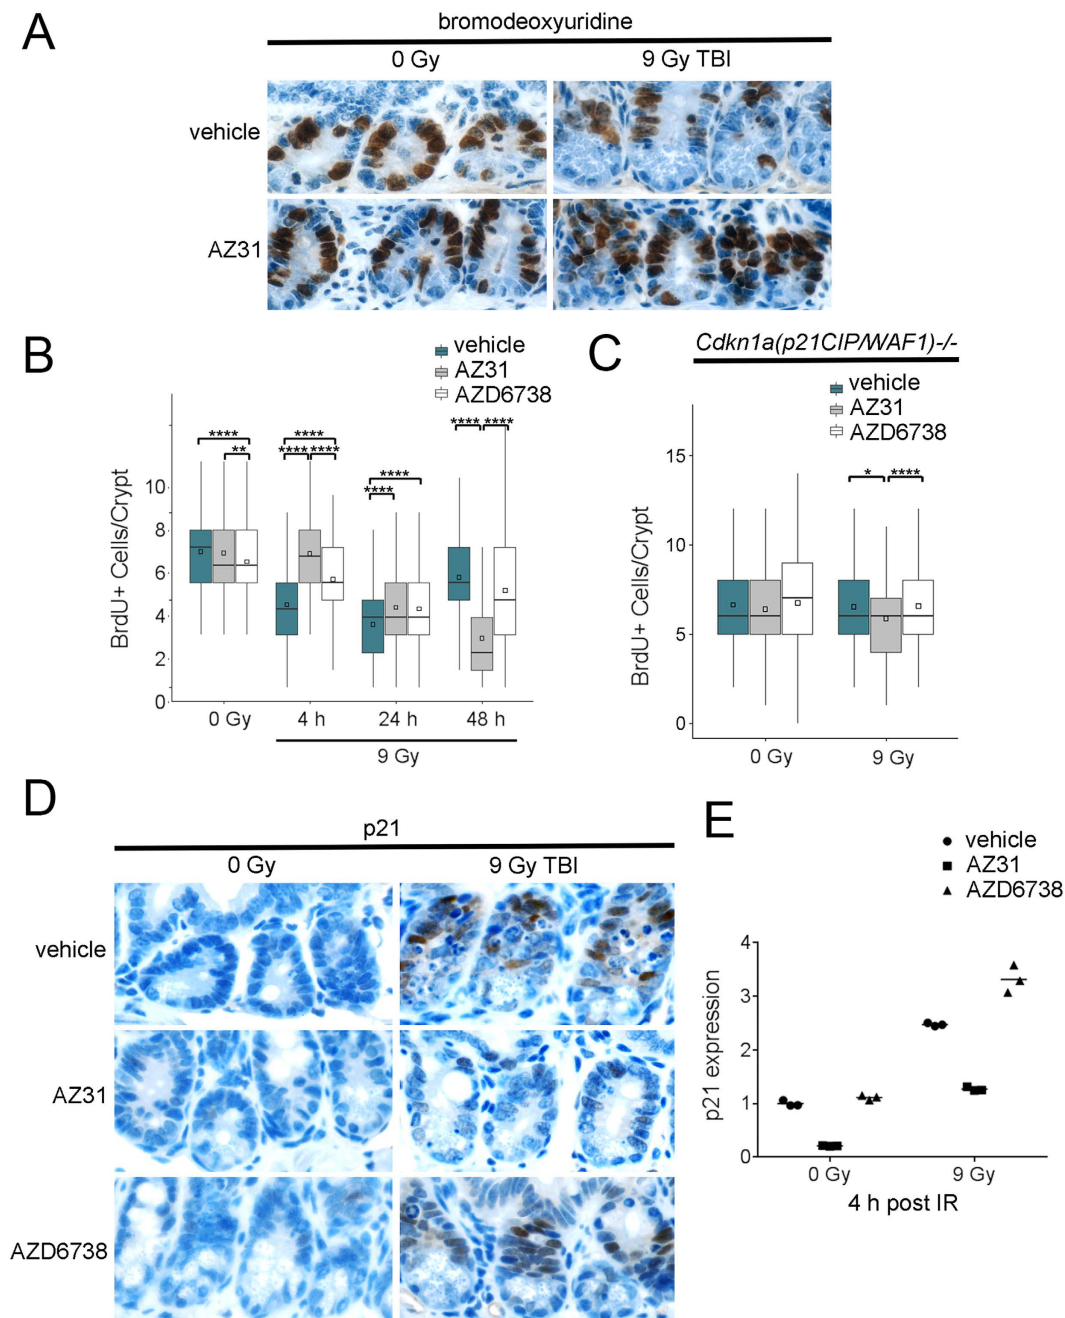 A
bromodeoxyuridine
0 Gy
9 Gy TBI
vehicle
AZ31
B
vehicle
AZ31
AZD6738
BrdU+ Cells/Crypt
10
8
6
4
2
0
****
**
****
****
****
****
****
****
****
0 Gy
4 h
24 h
48 h
9 Gy
C
Cdkn1a(p21CIP/WAF1)-/-
vehicle
AZ31
AZD6738
BrdU+ Cells/Crypt
15
10
5
0
*
****
0 Gy
9 Gy
D
p21
0 Gy
9 Gy TBI
vehicle
AZ31
AZD6738
E
vehicle
AZ31
AZD6738
p21 expression
4
3
2
1
0
0 Gy
9 Gy
4 h post IR